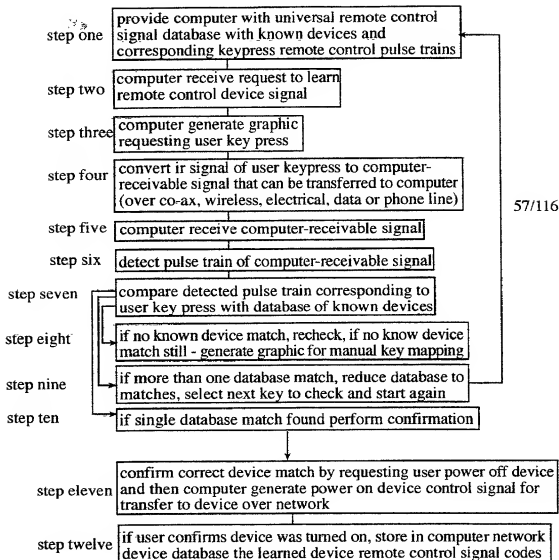 step one
provide computer with universal remote control
signal database with known devices and
corresponding keypress remote control pulse trains
step two
computer receive request to learn
remote control device signal
step three
computer generate graphic
requesting user key press
step four
convert ir signal of user keypress to computer-
receivable signal that can be transferred to computer
(over co-ax, wireless, electrical, data or phone line)
57/116
step five
computer receive computer-receivable signal
step six
detect pulse train of computer-receivable signal
step seven
compare detected pulse train corresponding to
user key press with database of known devices
step eight
if no known device match, recheck, if no know device
match still - generate graphic for manual key mapping
step nine
if more than one database match, reduce database to
matches, select next key to check and start again
step ten
if single database match found perform confirmation
step eleven
confirm correct device match by requesting user power off device
and then computer generate power on device control signal for
transfer to device over network
step twelve
if user confirms device was turned on, store in computer network
device database the learned device remote control signal codes